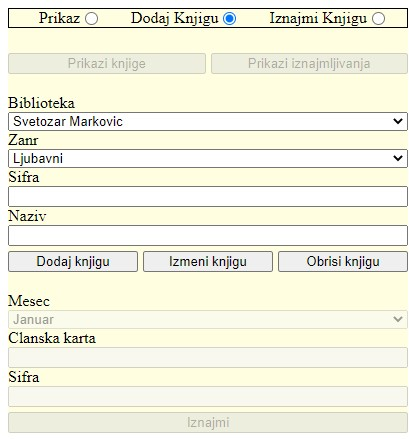 Prikaz Dodaj Knjigu Iznajmi Knjigu
Prikazi knjige Prikazi iznajmljivanja
Biblioteka
Svetozar Markovic
Zanr
Ljubavni
Sifra
Naziv
Dodaj knjigu Izmeni knjigu Obrisi knjigu
Mesec
Januar
Clanska karta
Sifra
Iznajmi